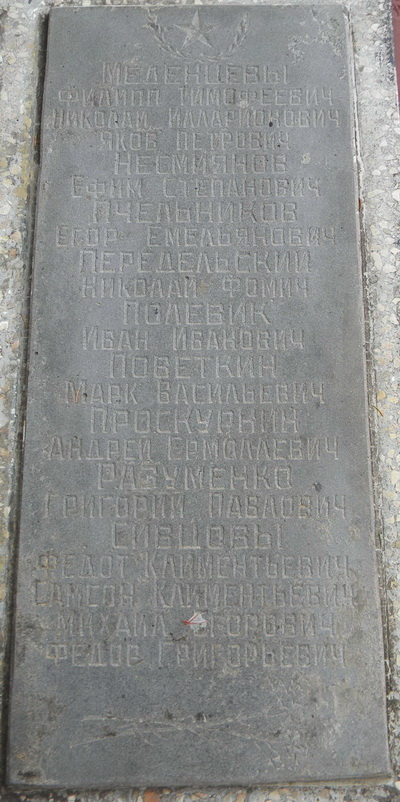 МЕДЕНЦЕВЫ
ФИЛИПП ТИМОФЕЕВИЧ
НИКОЛАЙ ИЛЛАРИОНОВИЧ
ЯКОВ ПЕТРОВИЧ
НЕСМИЯНОВ
ЕФИМ СТЕПАНОВИЧ
ПЧЕЛЬНИКОВ
ЕГОР ЕМЕЛЬЯНОВИЧ
ПЕРЕДЕЛЬСКИЙ
НИКОЛАЙ ФОМИЧ
ПОЛЕВИК
ИВАН ИВАНОВИЧ
ПОВЕТКИН
МАРК ВАСИЛЬЕВИЧ
ПРОСКУРКИН
АНДРЕЙ ЕРМОЛАЕВИЧ
РАЗУМЕНКО
ГРИГОРИЙ ПАВЛОВИЧ
СИВЦОВЫ
ФЕДОТ КЛИМЕНТЬЕВИЧ
САМСОН КЛИМЕНТЬЕВИЧ
МИХАИЛ ЕГОРОВИЧ
ФЕДОР ГРИГОРЬЕВИЧ